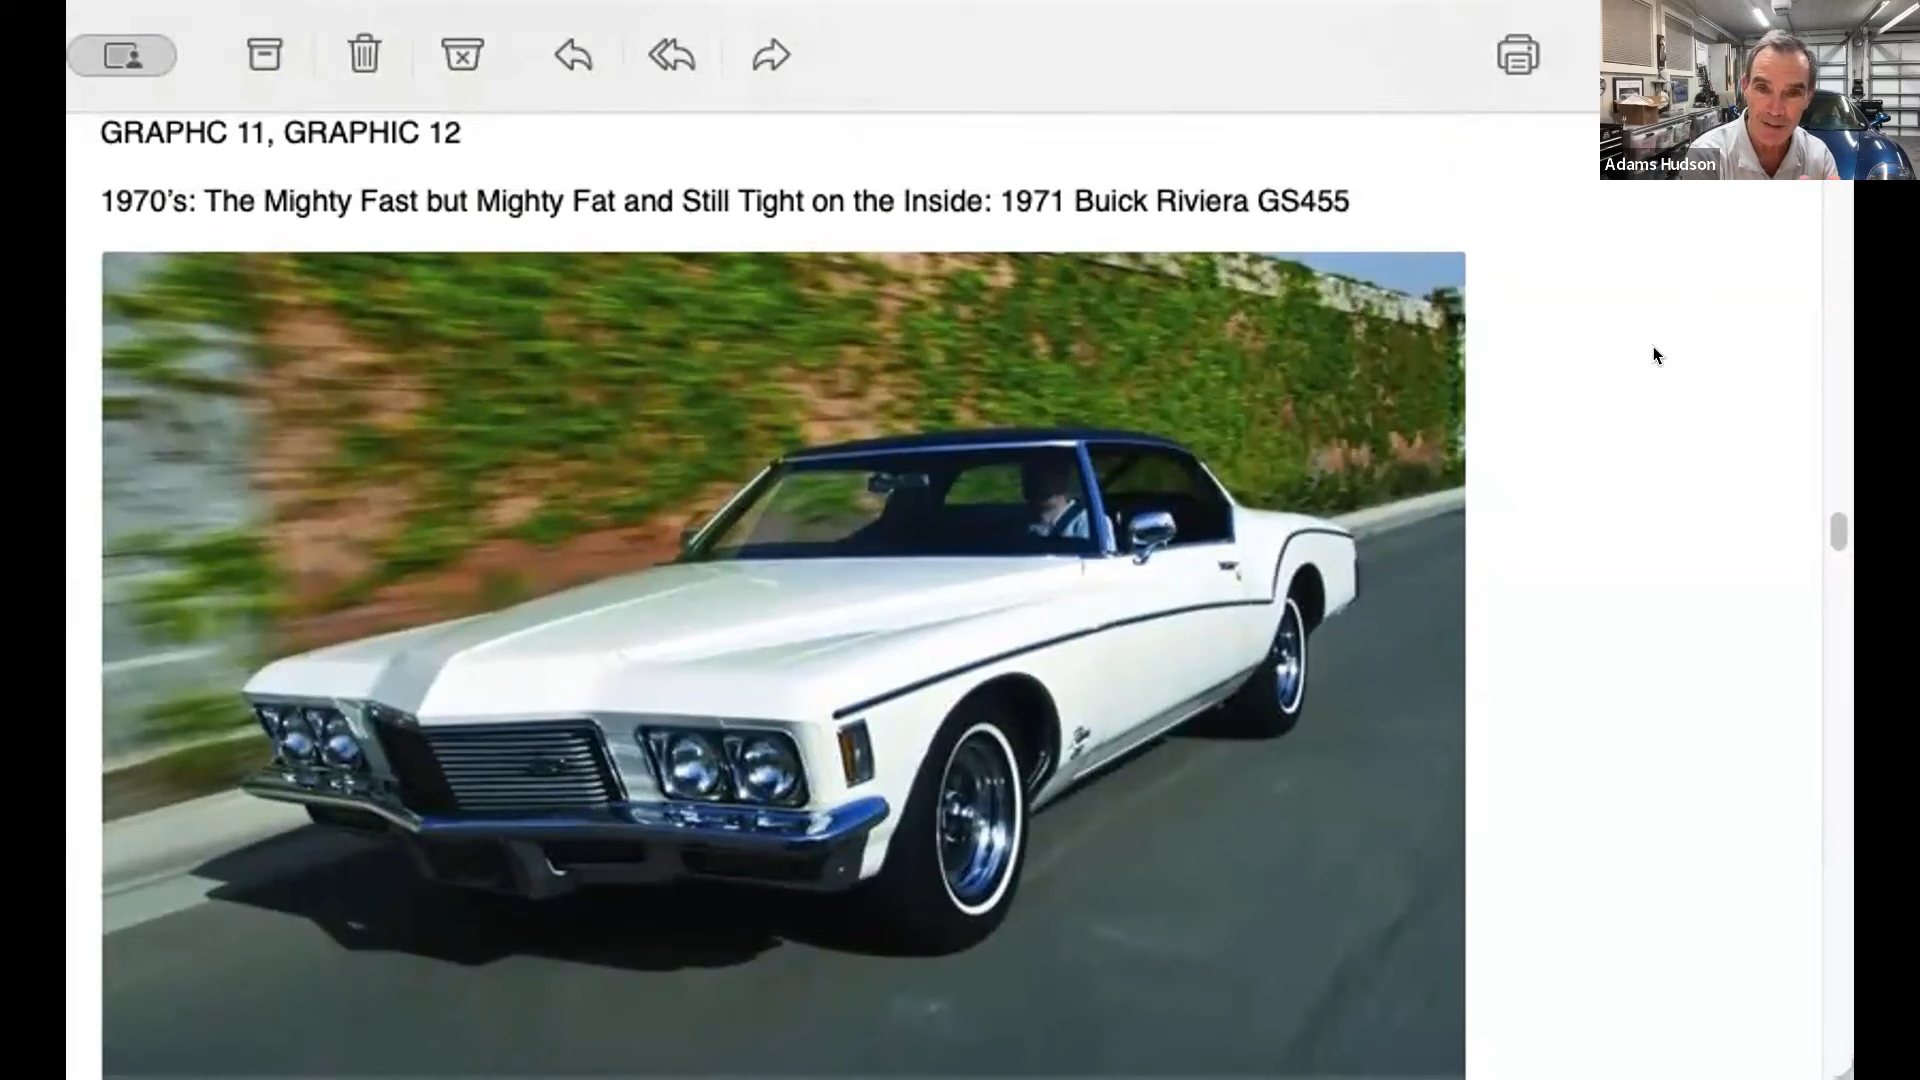 GRAPHC 11, GRAPHIC 12
Adams Hudson
1970’s: The Mighty Fast but Mighty Fat and Still Tight on the Inside: 1971 Buick Riviera GS455